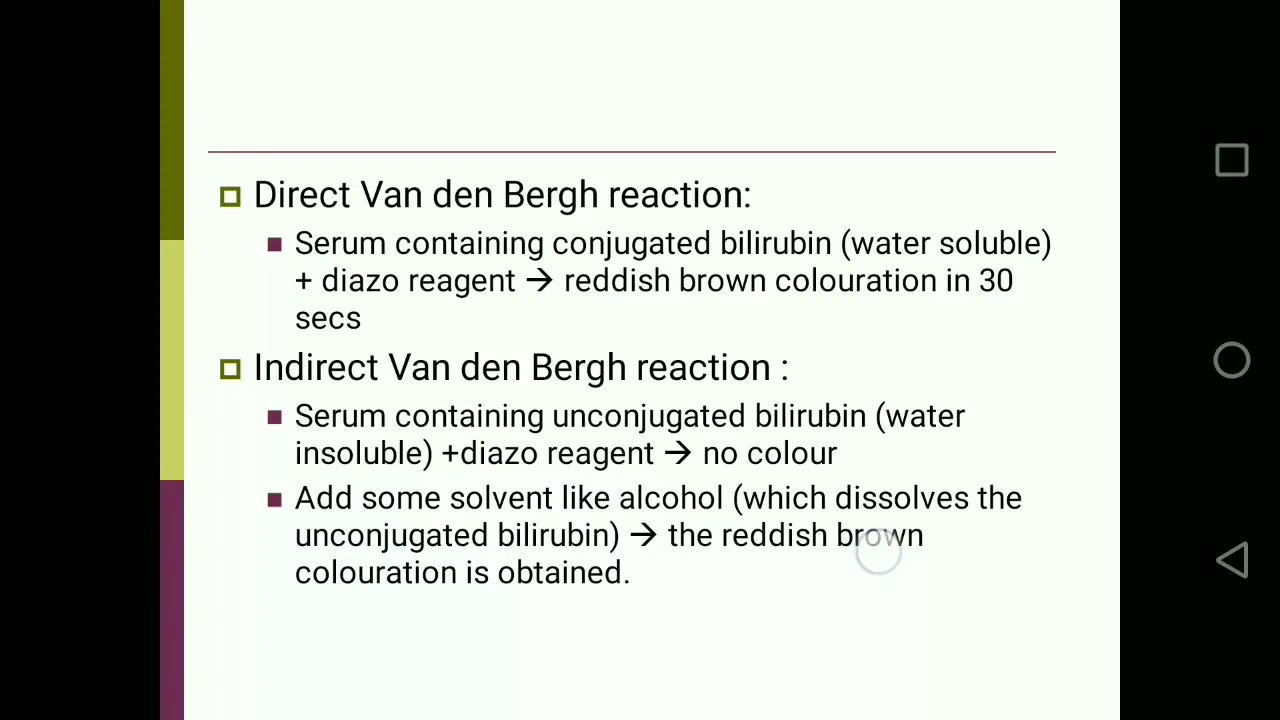 Direct Van den Bergh reaction:
Serum containing conjugated bilirubin (water soluble)
+ diazo reagent → reddish brown colouration in 30
secs
Indirect Van den Bergh reaction :
Serum containing unconjugated bilirubin (water
insoluble) +diazo reagent → no colour
Add some solvent like alcohol (which dissolves the
unconjugated bilirubin) → the reddish brown
colouration is obtained.